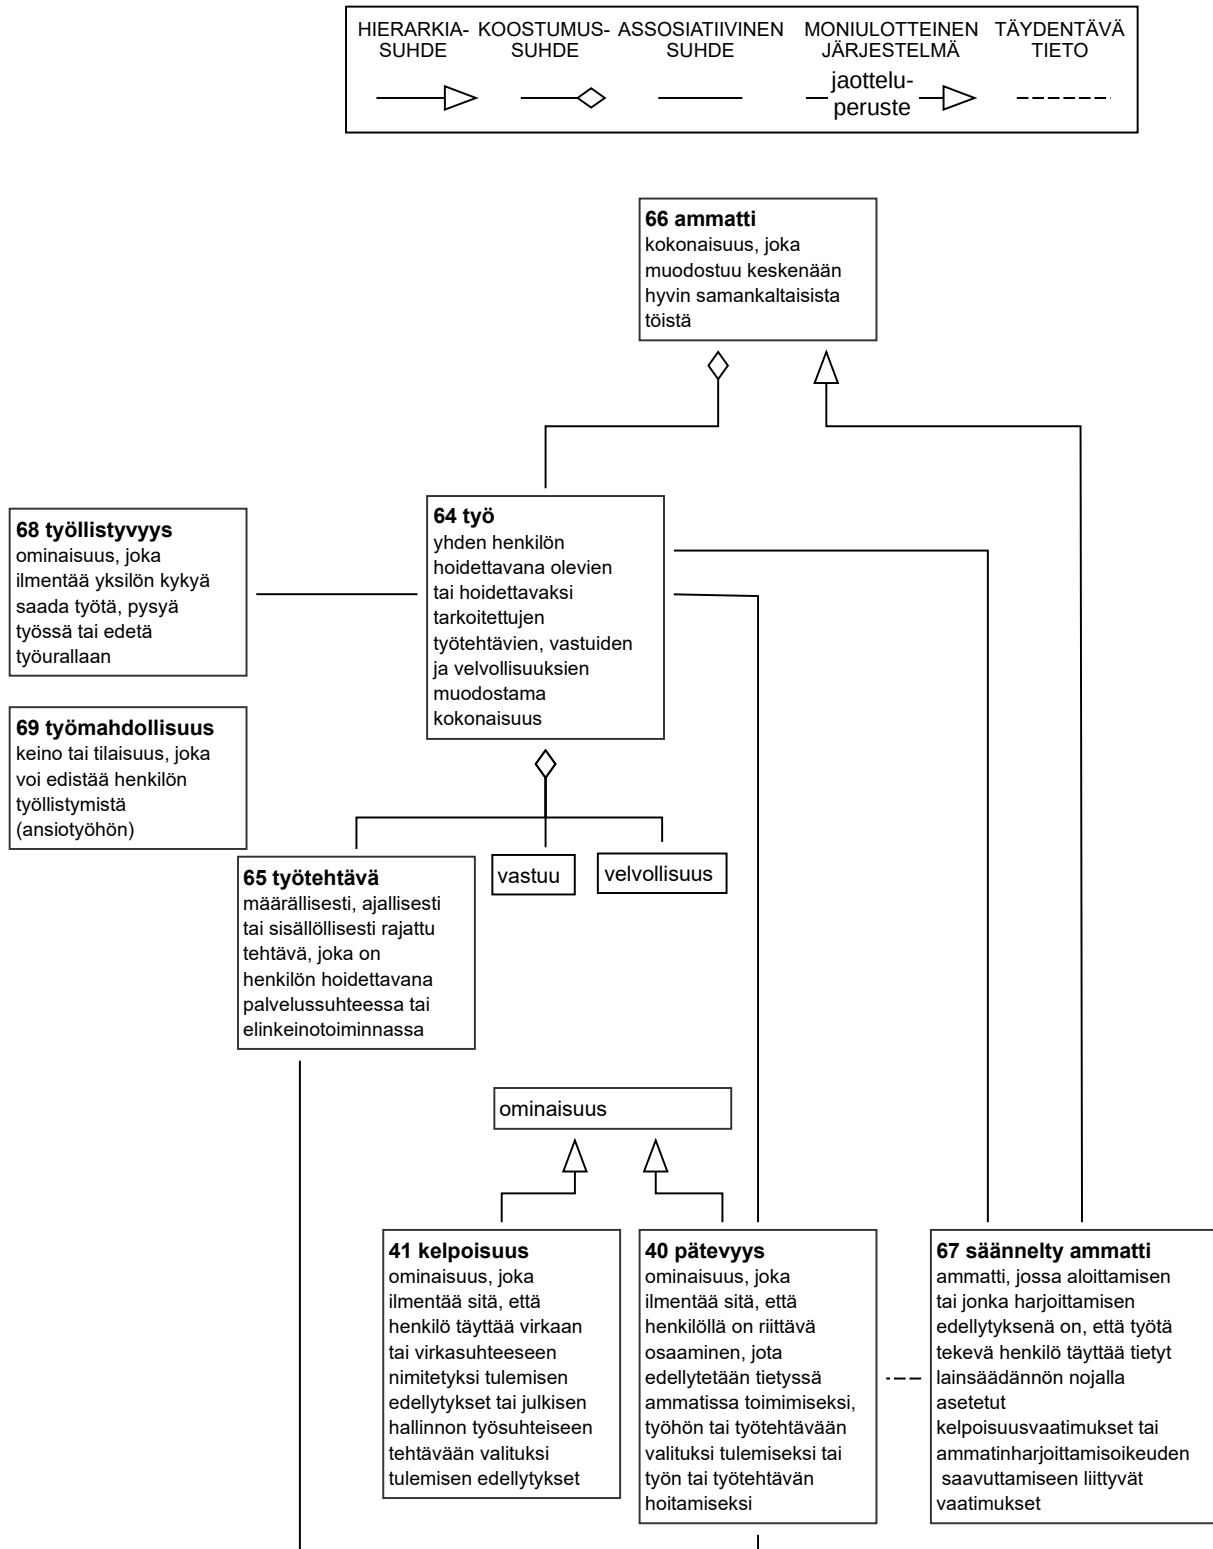 HIERARKIA-
SUHDE
KOOSTUMUS-
SUHDE
ASSOSIATIIVINEN
SUHDE
MONIULOTTEINEN
JÄRJESTELMÄ
TÄYDENTÄVÄ
TIETO
jaottelu-
peruste
66 ammatti
kokonaisuus, joka
muodostuu keskenään
hyvin samankaltaisista
töistä
68 työllistyvyys
ominaisuus, joka
ilmentää yksilön kykyä
saada työtä, pysyä
työssä tai edetä
työurallaan
64 työ
yhden henkilön
hoidettavana olevien
tai hoidettavaksi
tarkoitettujen
työtehtävien, vastuiden
ja velvollisuuksien
muodostama
kokonaisuus
69 työmahdollisuus
keino tai tilaisuus, joka
voi edistää henkilön
työllistymistä
(ansiotyöhön)
65 työtehtävä
määrällisesti, ajallisesti
tai sisällöllisesti rajattu
tehtävä, joka on
henkilön hoidettavana
palvelussuhteessa tai
elinkeinotoiminnassa
vastuu
velvollisuus
ominaisuus
41 kelpoisuus
ominaisuus, joka
ilmentää sitä, että
henkilö täyttää virkaan
tai virkasuhteeseen
nimitetyksi tulemisen
edellytykset tai julkisen
hallinnon työsuhteiseen
tehtävään valituksi
tulemisen edellytykset
40 pätevyys
ominaisuus, joka
ilmentää sitä, että
henkilöllä on riittävä
osaaminen, jota
edellytetään tietyssä
ammatissa toimimiseksi,
työhön tai työtehtävään
valituksi tulemiseksi tai
työn tai työtehtävän
hoitamiseksi
67 säännelty ammatti
ammatti, jossa aloittamisen
tai jonka harjoittamisen
edellytyksenä on, että työtä
tekevä henkilö täyttää tietyt
lainsäädännön nojalla
asetetut
kelpoisuusvaatimukset tai
ammatinharjoittamisoikeuden
saavuttamiseen liittyvät
vaatimukset